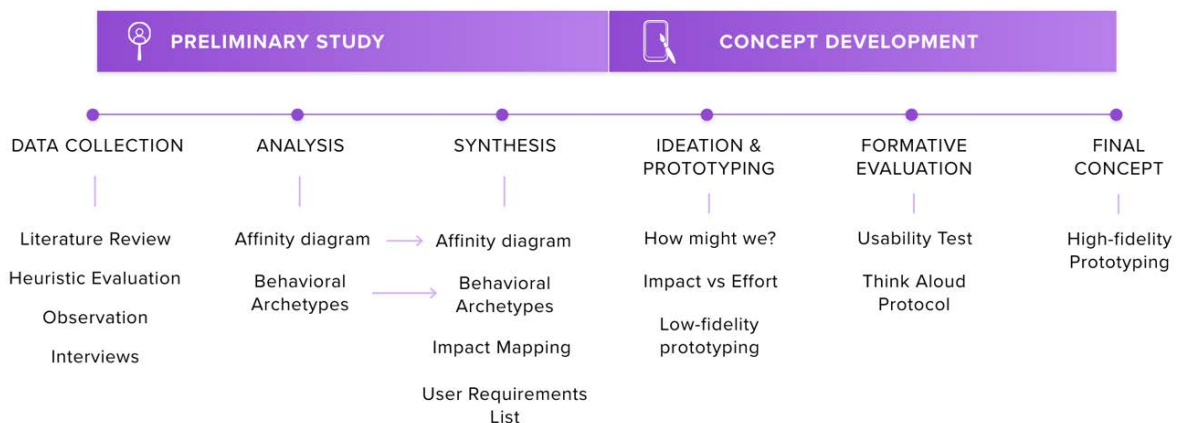 PRELIMINARY STUDY
CONCEPT DEVELOPMENT
DATA COLLECTION
Literature Review
Heuristic Evaluation
Observation
Interviews
ANALYSIS
Affinity diagram
Behavioral
Archetypes
SYNTHESIS
Affinity diagram
Behavioral
Archetypes
Impact Mapping
User Requirements
List
IDEATION &
PROTOTYPING
How might we?
Impact vs Effort
Low-fidelity
prototyping
FORMATIVE
EVALUATION
Usability Test
Think Aloud
Protocol
FINAL
CONCEPT
High-fidelity
Prototyping